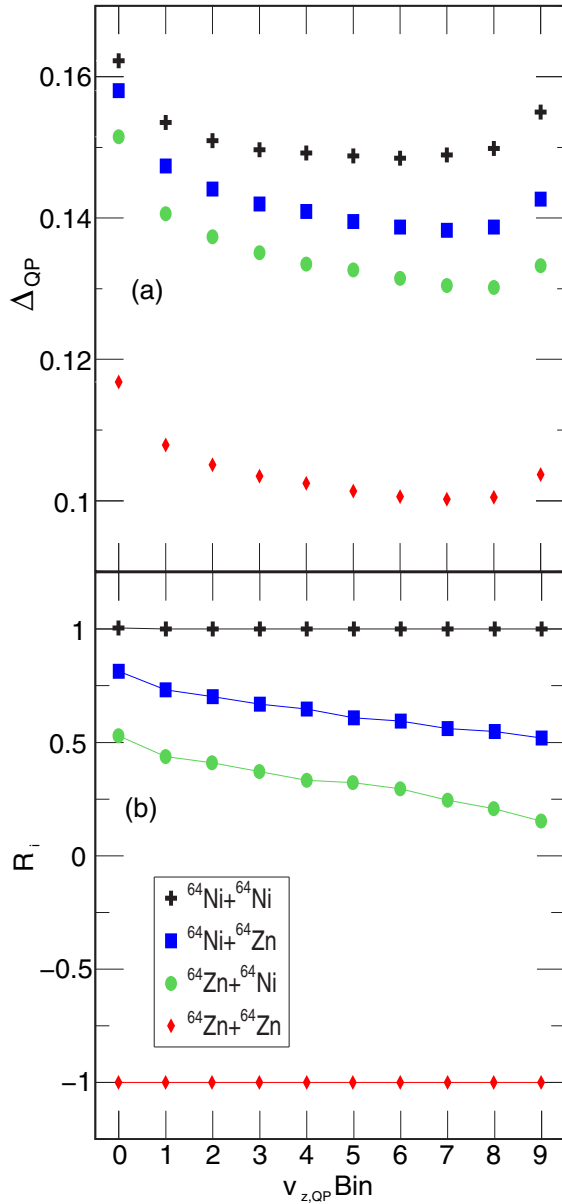 0.16
0.14
0.12
0.1
Δ_QP
(a)
1
0.5
0
−0.5
−1
R_i
(b)
⁶⁴Ni+⁶⁴Ni
⁶⁴Ni+⁶⁴Zn
⁶⁴Zn+⁶⁴Ni
⁶⁴Zn+⁶⁴Zn
0 1 2 3 4 5 6 7 8 9
v_z,QP Bin